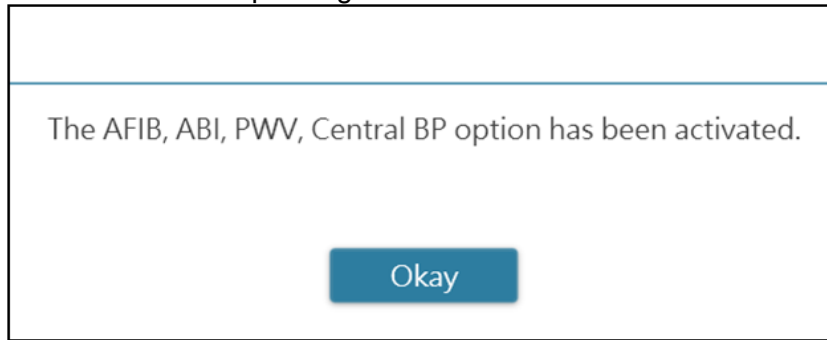 The AFIB, ABI, PWV, Central BP option has been activated.
Okay